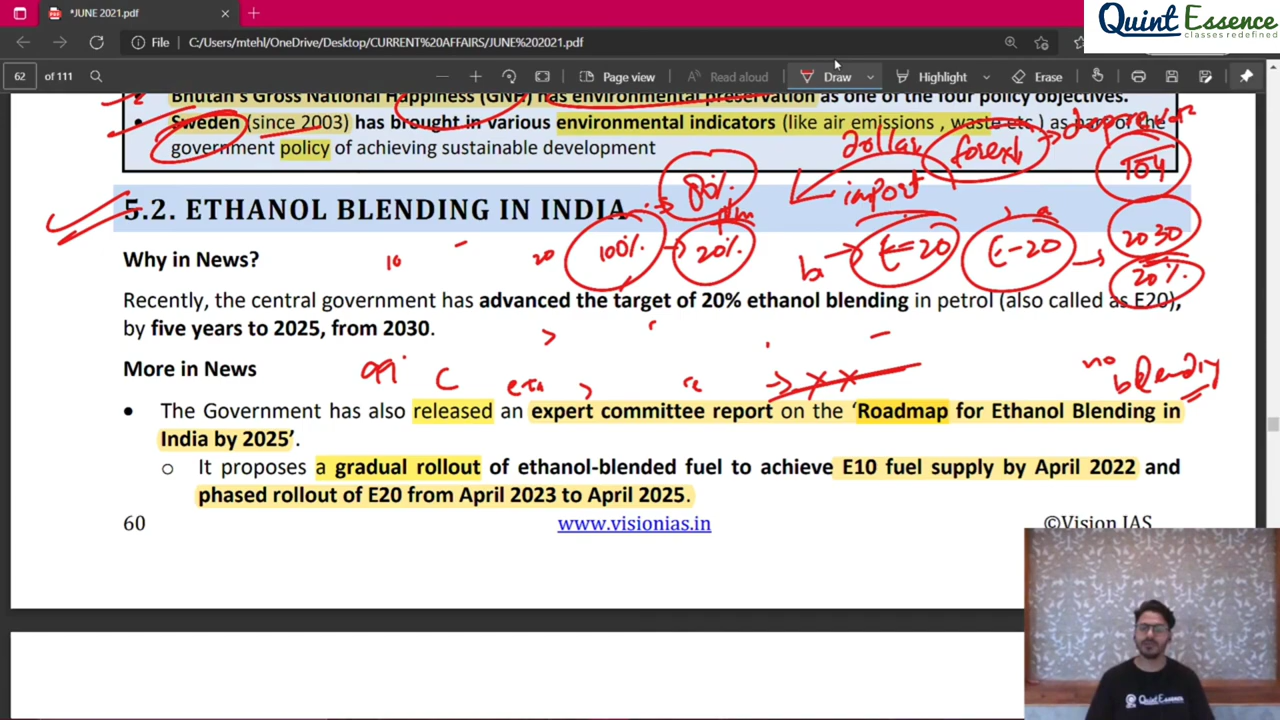 *JUNE 2021.pdf
Quint Essence
classes redefined
File C:/Users/mtehl/OneDrive/Desktop/CURRENT%20AFFAIRS/JUNE%202021.pdf
62 of 111 Page view Read aloud Draw Highlight Erase
Bhutan's Gross National Happiness (GNH) has environmental preservation as one of the four policy objectives.
• Sweden (since 2003) has brought in various environmental indicators (like air emissions , waste etc.) as part of the
government policy of achieving sustainable development
dollar
forex
import
80%
104
5.2. ETHANOL BLENDING IN INDIA
100% 20% E=20 E-20 2030
20%
Why in News?
10 20
Recently, the central government has advanced the target of 20% ethanol blending in petrol (also called as E20),
by five years to 2025, from 2030.
More in News
no
blending
• The Government has also released an expert committee report on the ‘Roadmap for Ethanol Blending in
India by 2025’.
o It proposes a gradual rollout of ethanol-blended fuel to achieve E10 fuel supply by April 2022 and
phased rollout of E20 from April 2023 to April 2025.
60 www.visionias.in ©Vision IAS
Quint Essence